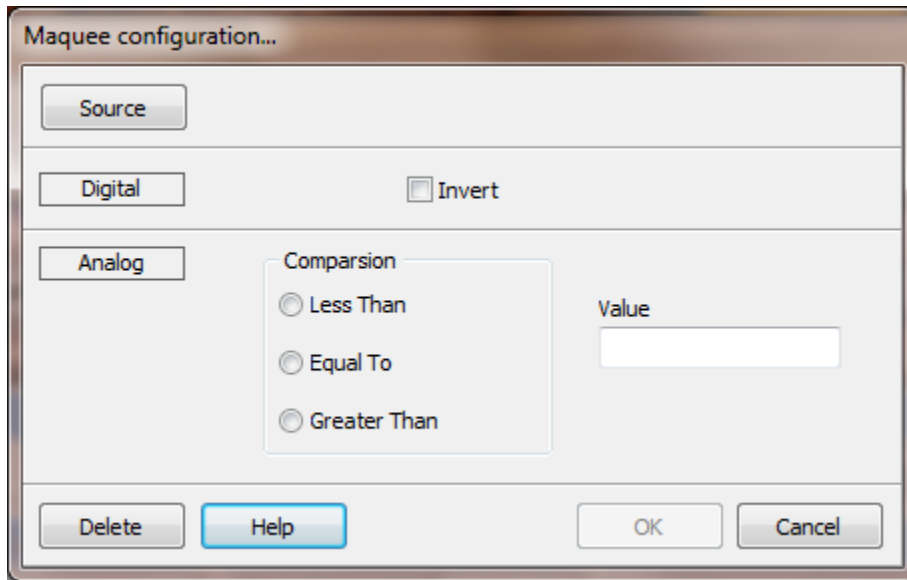 Maquee configuration...
Source
Digital
Invert
Analog
Comparsion
Less Than
Value
Equal To
Greater Than
Delete
Help
OK
Cancel